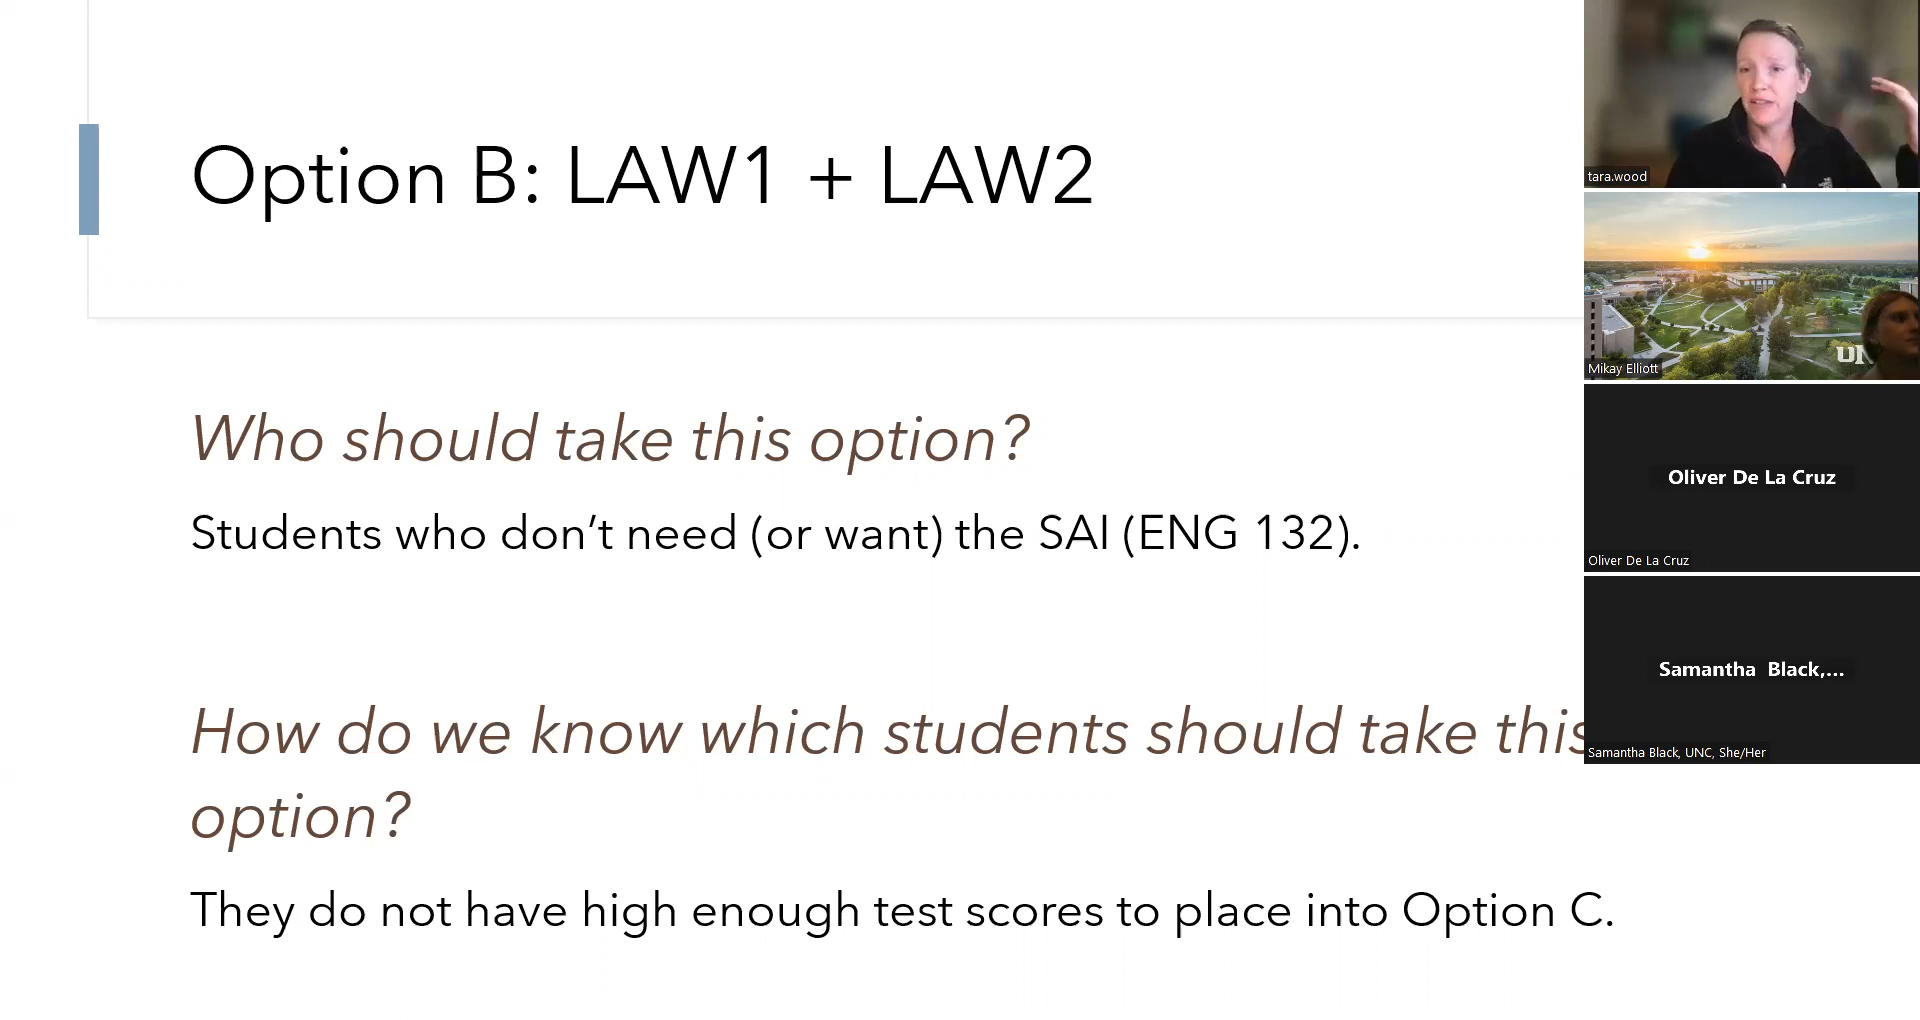 Option B: LAW1 + LAW2
Who should take this option?
Students who don’t need (or want) the SAI (ENG 132).
How do we know which students should take this
option?
They do not have high enough test scores to place into Option C.
tara.wood
Mikay Elliott
Oliver De La Cruz
Oliver De La Cruz
Samantha Black,...
Samantha Black, UNC, She/Her